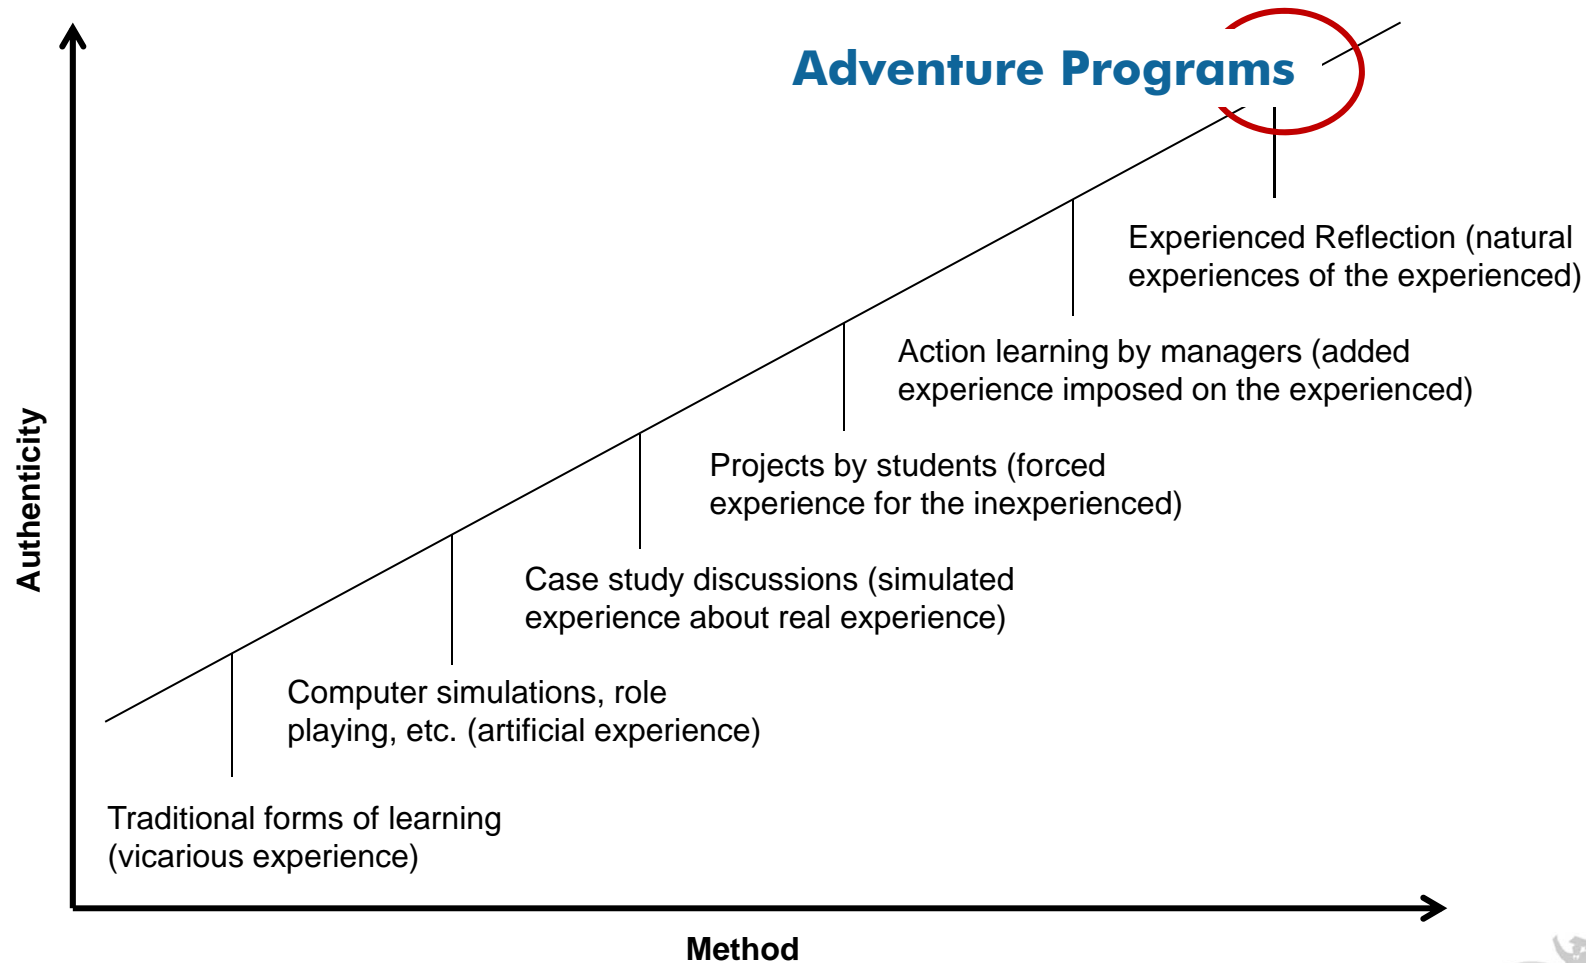 Adventure Programs
Experienced Reflection (natural
experiences of the experienced)
Action learning by managers (added
experience imposed on the experienced)
Projects by students (forced
experience for the inexperienced)
Case study discussions (simulated
experience about real experience)
Computer simulations, role
playing, etc. (artificial experience)
Traditional forms of learning
(vicarious experience)
Authenticity
Method